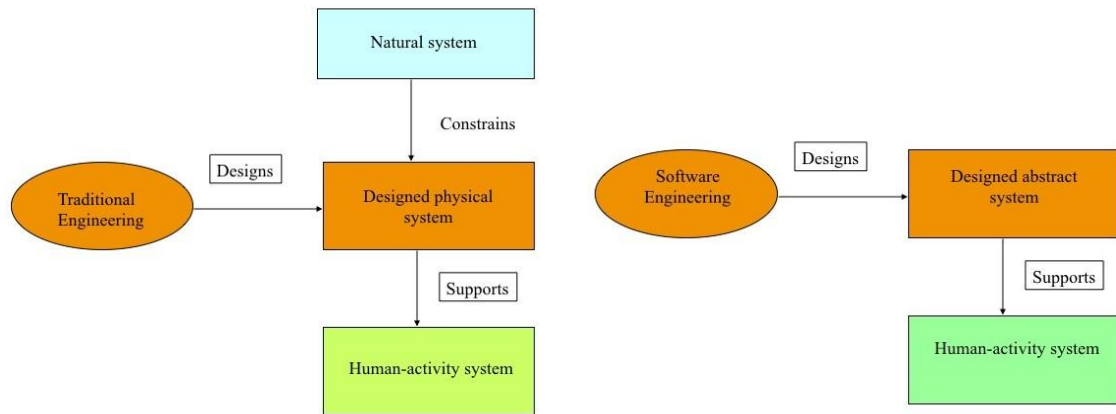 Natural system
Constrains
Designs
Traditional
Engineering
Designed physical
system
Supports
Human-activity system
Designs
Software
Engineering
Designed abstract
system
Supports
Human-activity system